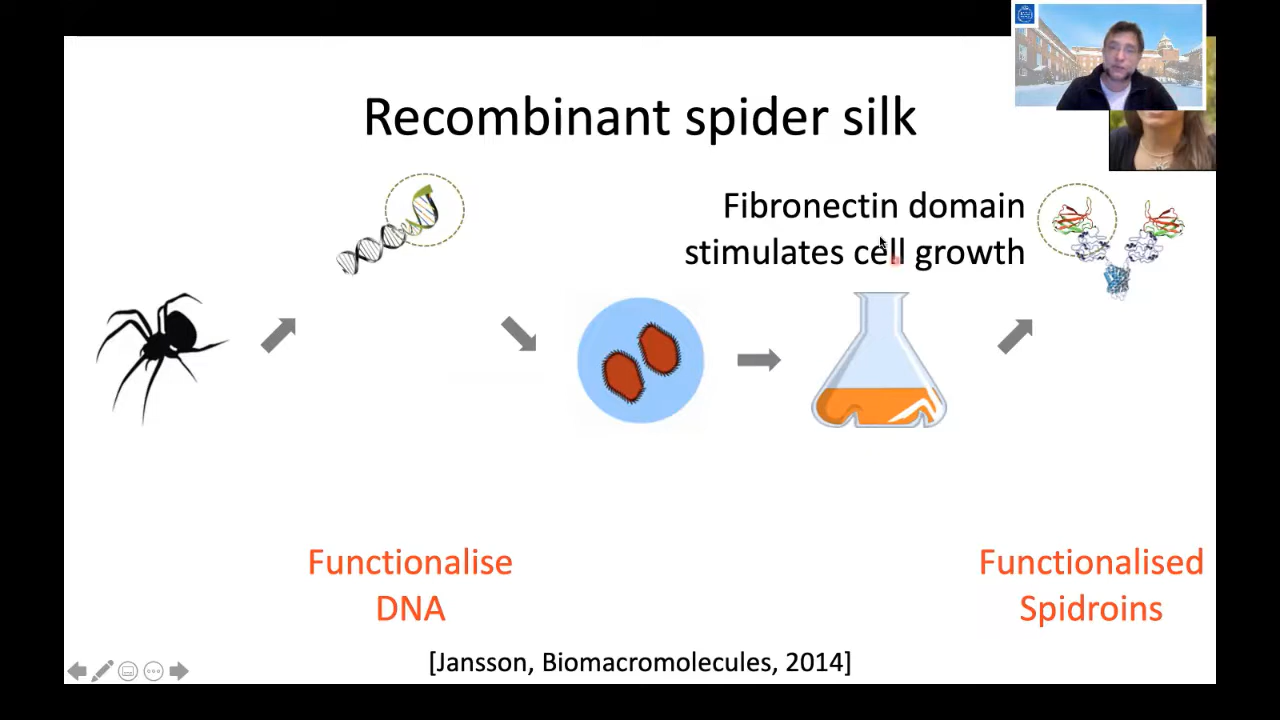 Recombinant spider silk
Fibronectin domain
stimulates cell growth
Functionalise
DNA
Functionalised
Spidroins
[Jansson, Biomacromolecules, 2014]